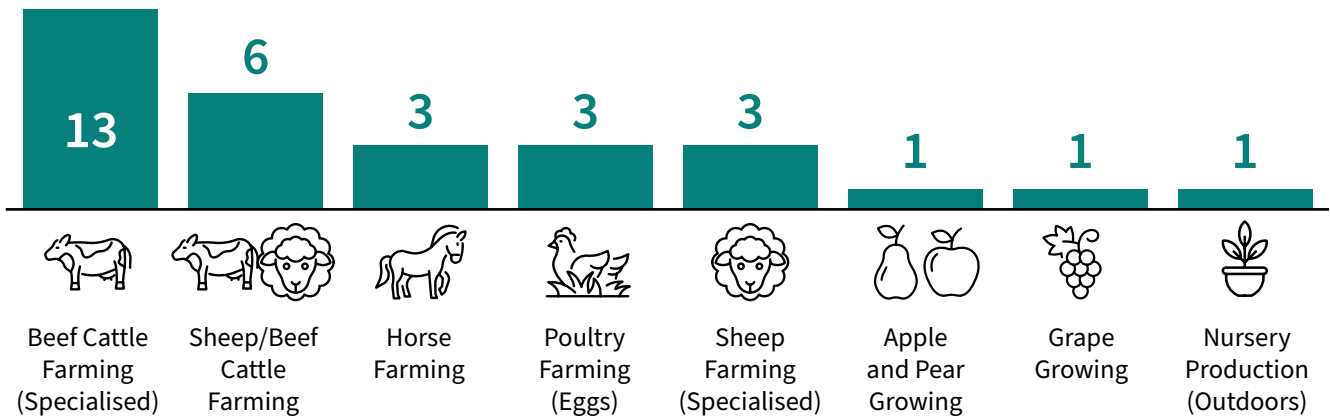 13
6
3
3
3
1
1
1
Beef Cattle
Farming
(Specialised)
Sheep/Beef
Cattle
Farming
Horse
Farming
Poultry
Farming
(Eggs)
Sheep
Farming
(Specialised)
Apple
and Pear
Growing
Grape
Growing
Nursery
Production
(Outdoors)